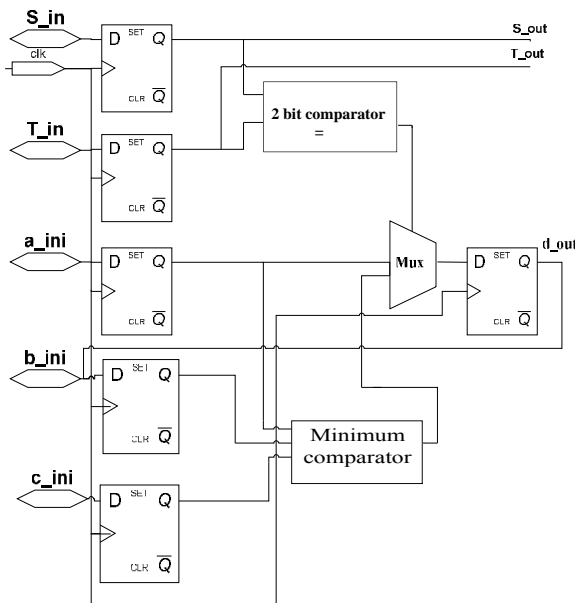 S_in
D SET Q
clk
CLR Q
S_out
T_out
T_in
D SET Q
CLR Q
2 bit comparator
=
a_ini
D SET Q
CLR Q
Mux
D SET Q
CLR Q
d_out
b_ini
D SET Q
CLR Q
Minimum
comparator
c_ini
D SET Q
CLR Q